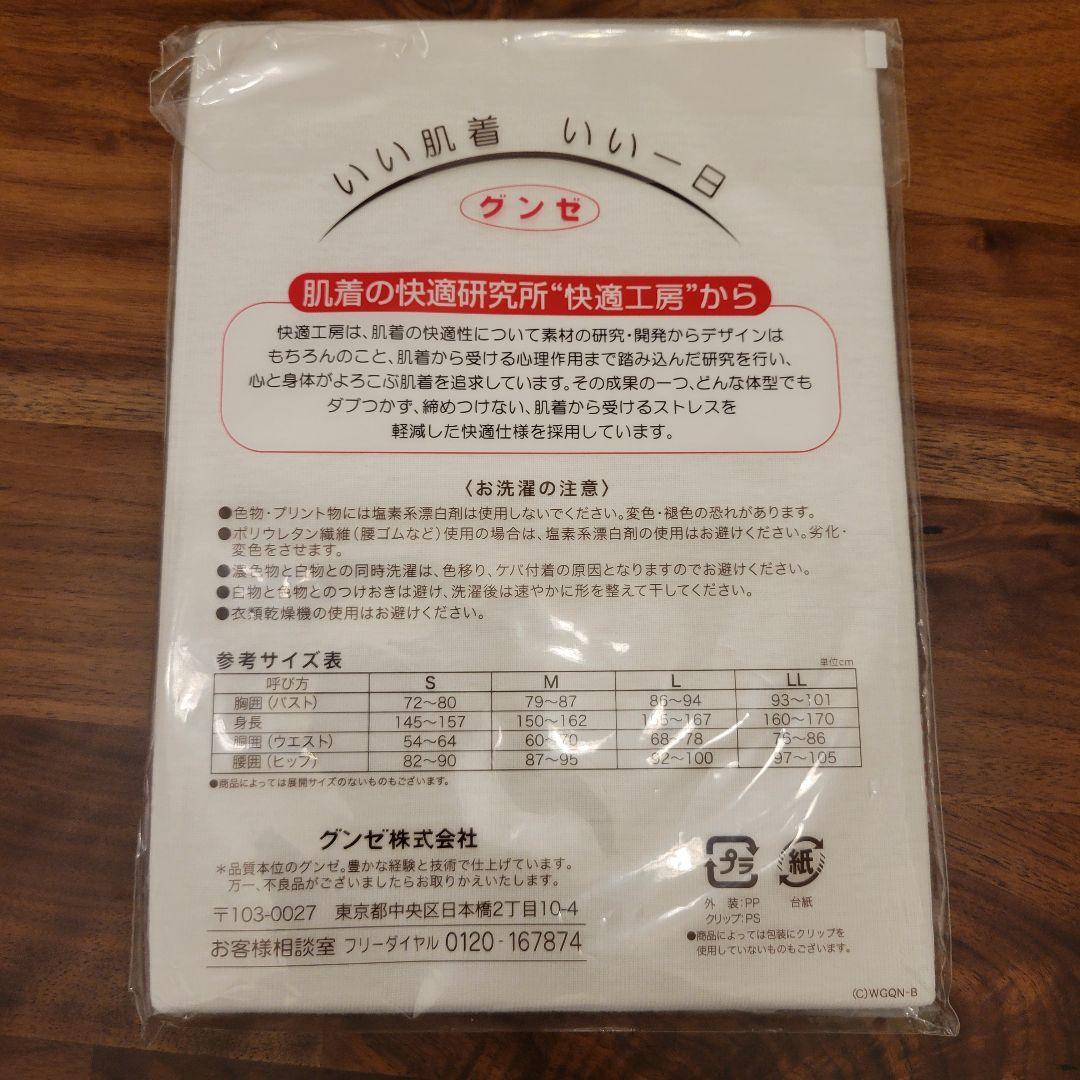 いい肌着 いい一日
グンゼ
肌着の快適研究所“快適工房”から
快適工房は、肌着の快適性について素材の研究・開発からデザインは
もちろんのこと、肌着から受ける心理作用まで踏み込んだ研究を行い、
心と身体がよろこぶ肌着を追求しています。その成果の一つ、どんな体型でも
ダブつかず、締めつけない、肌着から受けるストレスを
軽減した快適仕様を採用しています。
〈お洗濯の注意〉
●色物・プリント物には塩素系漂白剤は使用しないでください。変色・褪色の恐れがあります。
●ポリウレタン繊維（腰ゴムなど）使用の場合は、塩素系漂白剤の使用はお避けください。劣化・
変色をさせます。
●濃色物と白物との同時洗濯は、色移り、ケバ付着の原因となりますのでお避けください。
●白物と色物とのつけおきは避け、洗濯後は速やかに形を整えて干してください。
●衣類乾燥機の使用はお避けください。
参考サイズ表 単位cm
呼び方 S M L LL
胸囲（バスト） 72〜80 79〜87 86〜94 93〜101
身長 145〜157 150〜162 155〜167 160〜170
胴囲（ウエスト） 54〜64 60〜70 68〜78 76〜86
腰囲（ヒップ） 82〜90 87〜95 92〜100 97〜105
●商品によっては展開サイズのないものもございます。
グンゼ株式会社
＊品質本位のグンゼ。豊かな経験と技術で仕上げています。
万一、不良品がございましたらお取りかえいたします。
〒103-0027 東京都中央区日本橋2丁目10-4
お客様相談室 フリーダイヤル 0120-167874
プラ 紙
外 装：PP 台紙
クリップ：PS
●商品によっては包装にクリップを
使用していないものもございます。
(C)WGQN-B